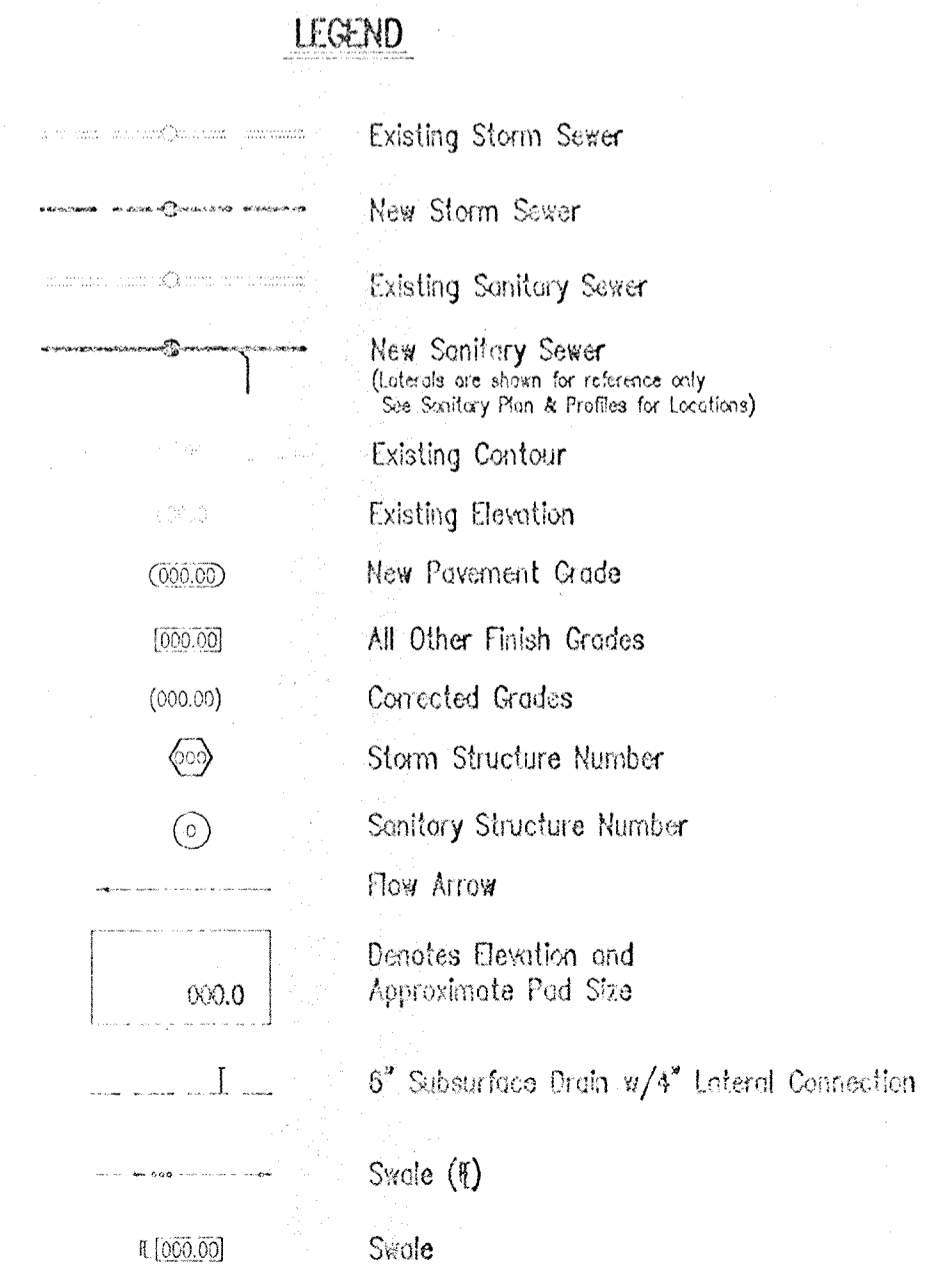 LEGEND
Existing Storm Sewer
New Storm Sewer
Existing Sanitary Sewer
New Sanitary Sewer
(Laterals are shown for reference only
See Sanitary Plan & Profiles for Locations)
Existing Contour
Existing Elevation
(000.00) New Pavement Grade
[000.00] All Other Finish Grades
(000.00) Corrected Grades
000 Storm Structure Number
0 Sanitary Structure Number
Flow Arrow
Denotes Elevation and
000.0 Approximate Pad Size
6" Subsurface Drain w/4" Lateral Connection
Swale
[000.00] Swale